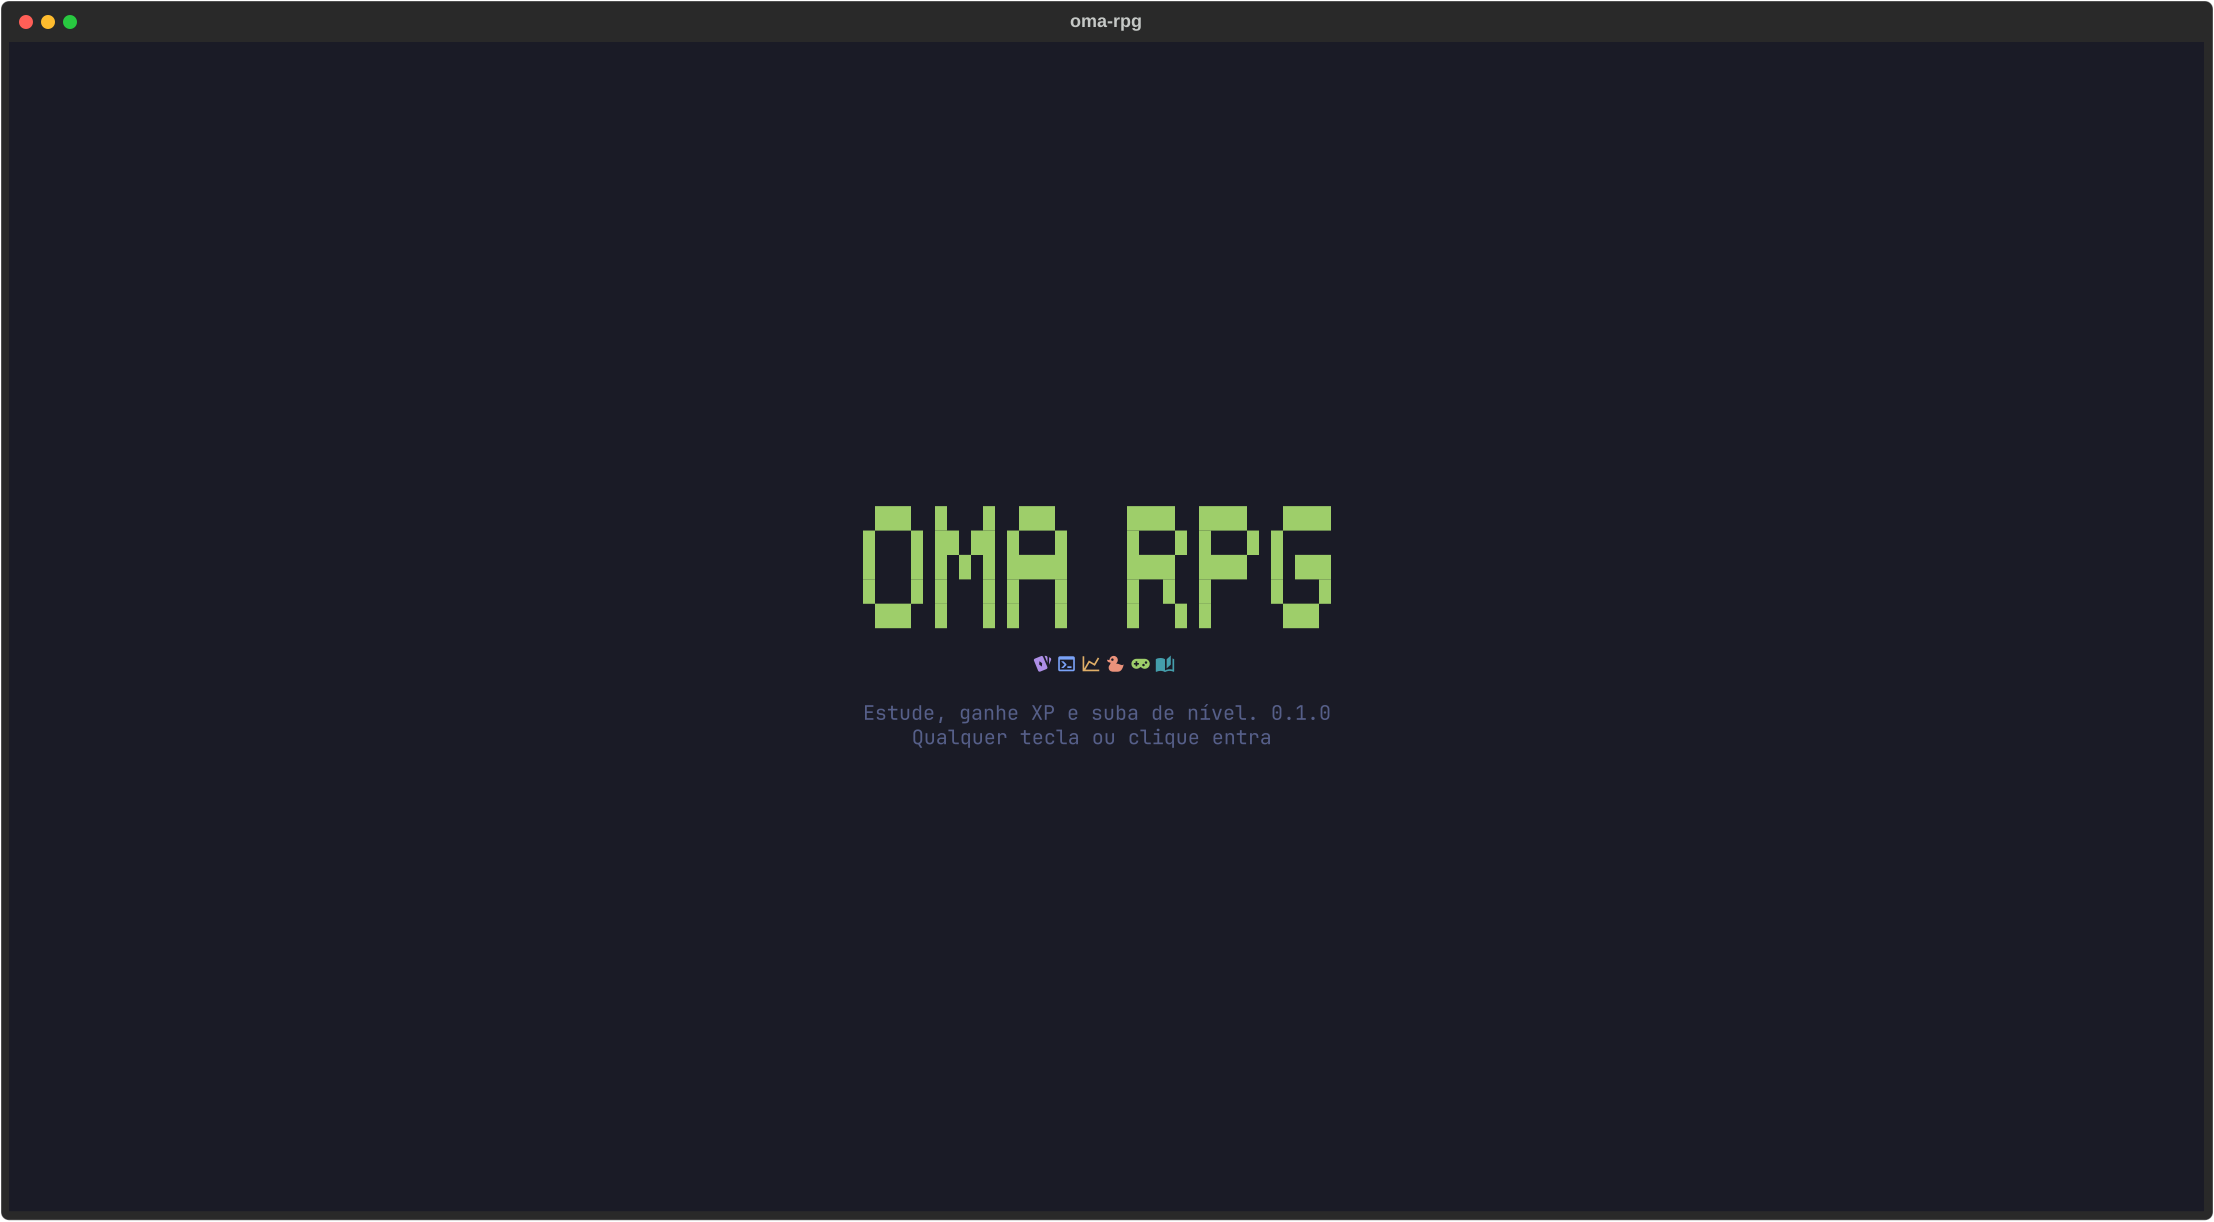 oma-rpg
OMA RPG
Estude, ganhe XP e suba de nível. 0.1.0
Qualquer tecla ou clique entra